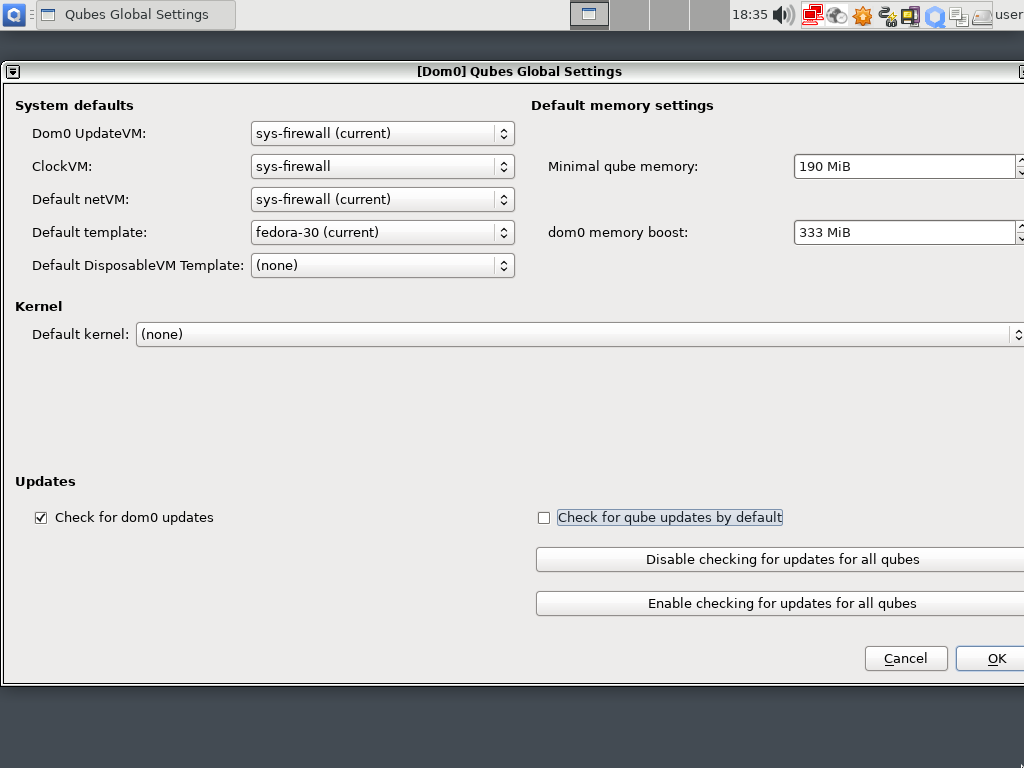 Qubes Global Settings
18:35
user
[Dom0] Qubes Global Settings
System defaults
Dom0 UpdateVM: sys-firewall (current)
ClockVM: sys-firewall
Default netVM: sys-firewall (current)
Default template: fedora-30 (current)
Default DisposableVM Template: (none)
Default memory settings
Minimal qube memory: 190 MiB
dom0 memory boost: 333 MiB
Kernel
Default kernel: (none)
Updates
Check for dom0 updates
Check for qube updates by default
Disable checking for updates for all qubes
Enable checking for updates for all qubes
Cancel
OK